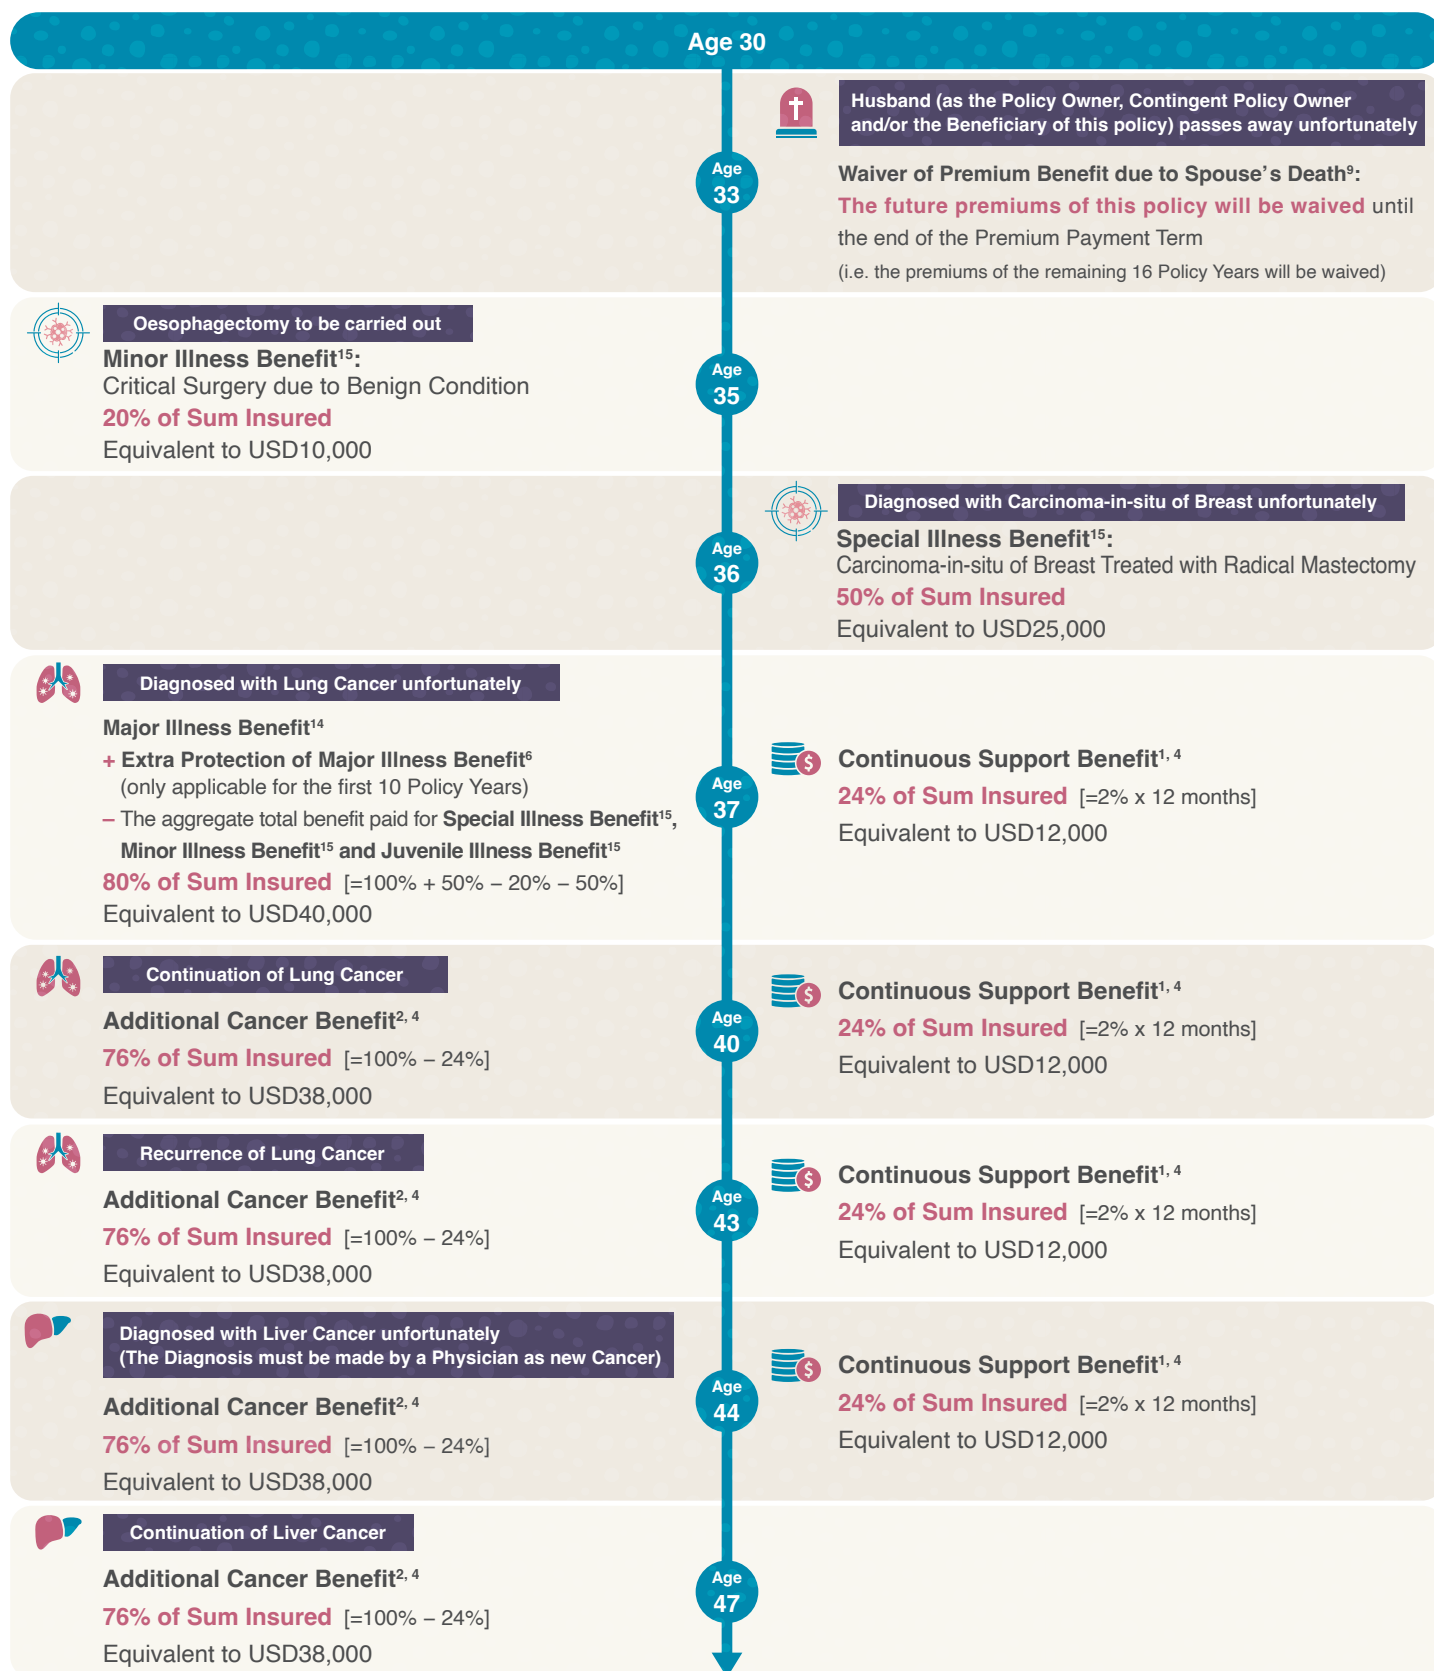 Age 30
Husband (as the Policy Owner, Contingent Policy Owner
and/or the Beneficiary of this policy) passes away unfortunately
Age
33
Waiver of Premium Benefit due to Spouse's Death⁹:
The future premiums of this policy will be waived until
the end of the Premium Payment Term
(i.e. the premiums of the remaining 16 Policy Years will be waived)
Oesophagectomy to be carried out
Minor Illness Benefit¹⁵:
Critical Surgery due to Benign Condition
20% of Sum Insured
Equivalent to USD10,000
Age
35
Diagnosed with Carcinoma-in-situ of Breast unfortunately
Age
36
Special Illness Benefit¹⁵:
Carcinoma-in-situ of Breast Treated with Radical Mastectomy
50% of Sum Insured
Equivalent to USD25,000
Diagnosed with Lung Cancer unfortunately
Major Illness Benefit¹⁴
+ Extra Protection of Major Illness Benefit⁶
(only applicable for the first 10 Policy Years)
– The aggregate total benefit paid for Special Illness Benefit¹⁵,
Minor Illness Benefit¹⁵ and Juvenile Illness Benefit¹⁵
80% of Sum Insured [=100% + 50% – 20% – 50%]
Equivalent to USD40,000
Age
37
Continuous Support Benefit¹, ⁴
24% of Sum Insured [=2% x 12 months]
Equivalent to USD12,000
Continuation of Lung Cancer
Additional Cancer Benefit², ⁴
76% of Sum Insured [=100% – 24%]
Equivalent to USD38,000
Age
40
Continuous Support Benefit¹, ⁴
24% of Sum Insured [=2% x 12 months]
Equivalent to USD12,000
Recurrence of Lung Cancer
Additional Cancer Benefit², ⁴
76% of Sum Insured [=100% – 24%]
Equivalent to USD38,000
Age
43
Continuous Support Benefit¹, ⁴
24% of Sum Insured [=2% x 12 months]
Equivalent to USD12,000
Diagnosed with Liver Cancer unfortunately
(The Diagnosis must be made by a Physician as new Cancer)
Additional Cancer Benefit², ⁴
76% of Sum Insured [=100% – 24%]
Equivalent to USD38,000
Age
44
Continuous Support Benefit¹, ⁴
24% of Sum Insured [=2% x 12 months]
Equivalent to USD12,000
Continuation of Liver Cancer
Additional Cancer Benefit², ⁴
76% of Sum Insured [=100% – 24%]
Equivalent to USD38,000
Age
47